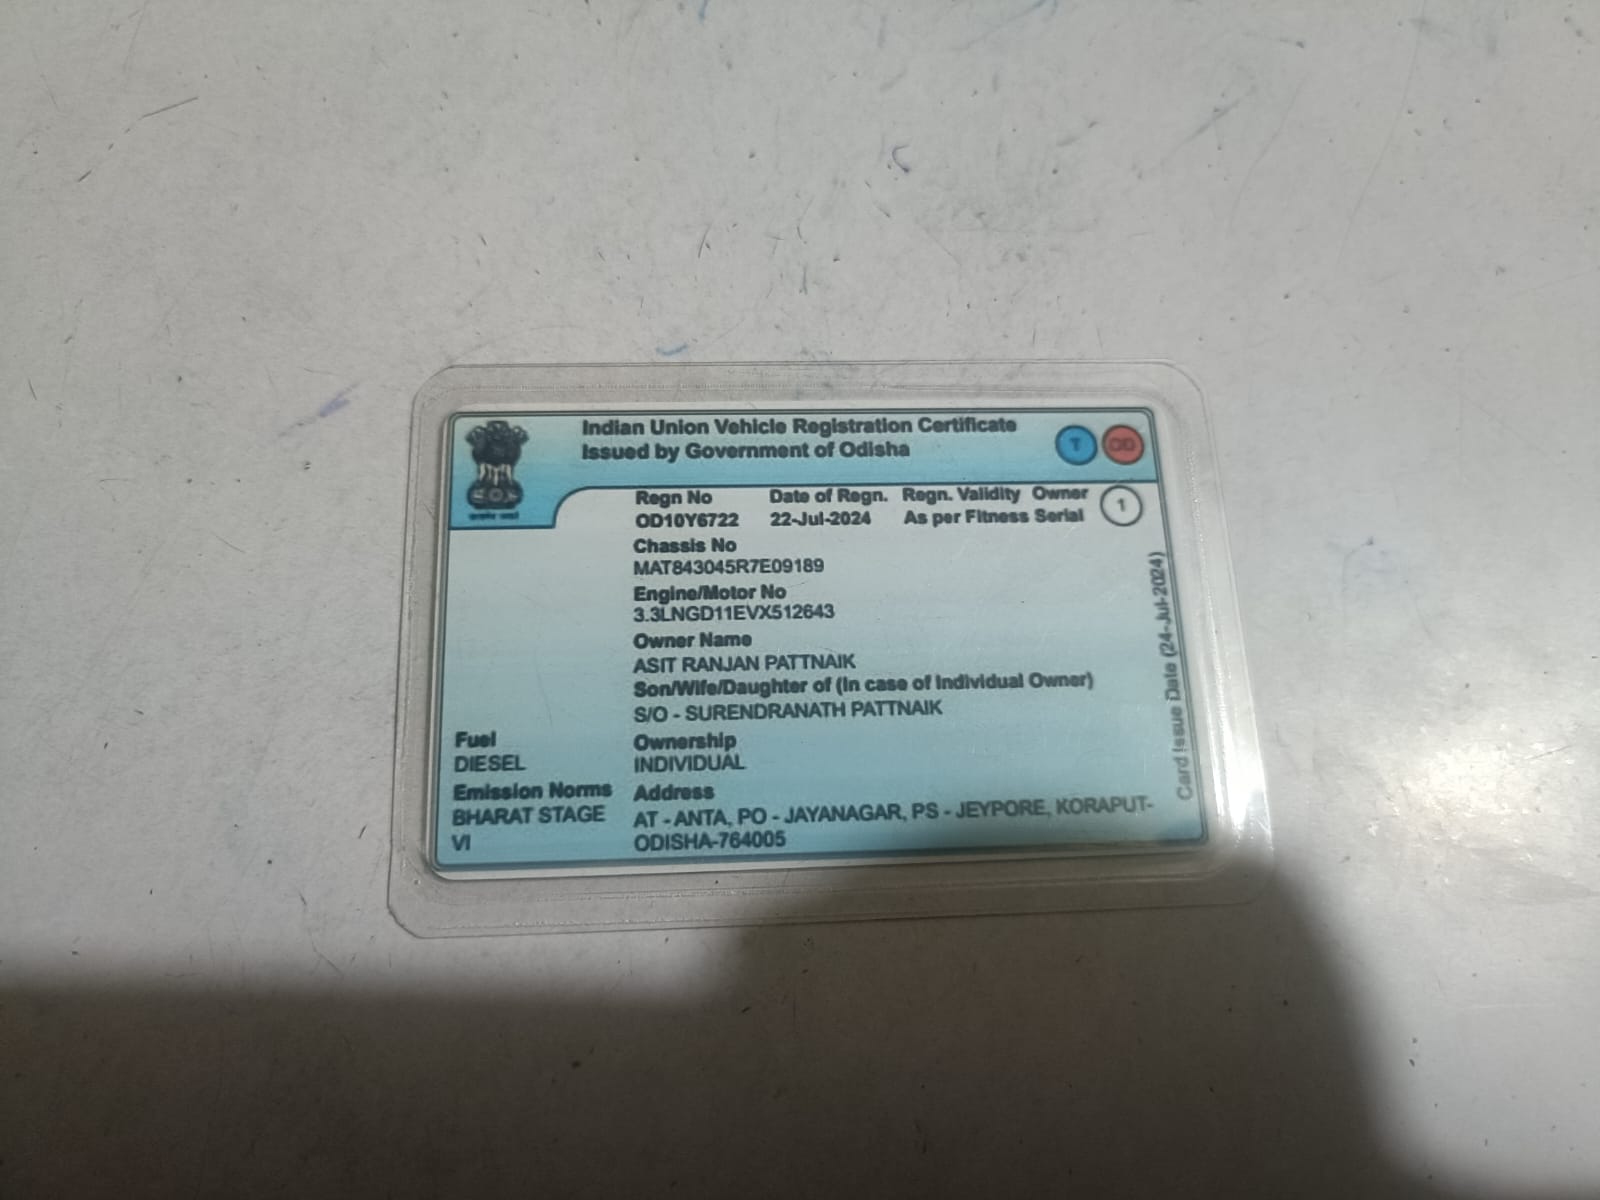 Indian Union Vehicle Registration Certificate
Issued by Government of Odisha
T OD
Regn No Date of Regn. Regn. Validity Owner
OD10Y6722 22-Jul-2024 As per Fitness Serial 1
Chassis No
MAT843045R7E09189
Engine/Motor No
3.3LNGD11EVX512643
Owner Name
ASIT RANJAN PATTNAIK
Son/Wife/Daughter of (In case of Individual Owner)
S/O - SURENDRANATH PATTNAIK
Fuel Ownership
DIESEL INDIVIDUAL
Emission Norms Address
BHARAT STAGE AT - ANTA, PO - JAYANAGAR, PS - JEYPORE, KORAPUT-
VI ODISHA-764005
Card Issue Date (24-Jul-2024)